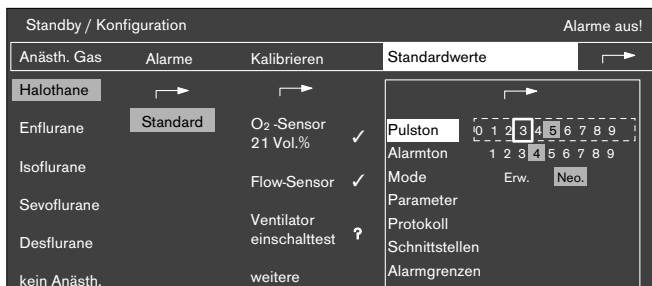 Standby / Konfiguration Alarme aus!
Anästh. Gas Alarme Kalibrieren Standardwerte
Halothane
Enflurane
Isoflurane
Sevoflurane
Desflurane
kein Anästh.
Standard
O2 -Sensor
21 Vol.% ✓
Flow-Sensor ✓
Ventilator
einschalttest ?
weitere
Pulston 0 1 2 3 4 5 6 7 8 9
Alarmton 1 2 3 4 5 6 7 8 9
Mode Erw. Neo.
Parameter
Protokoll
Schnittstellen
Alarmgrenzen